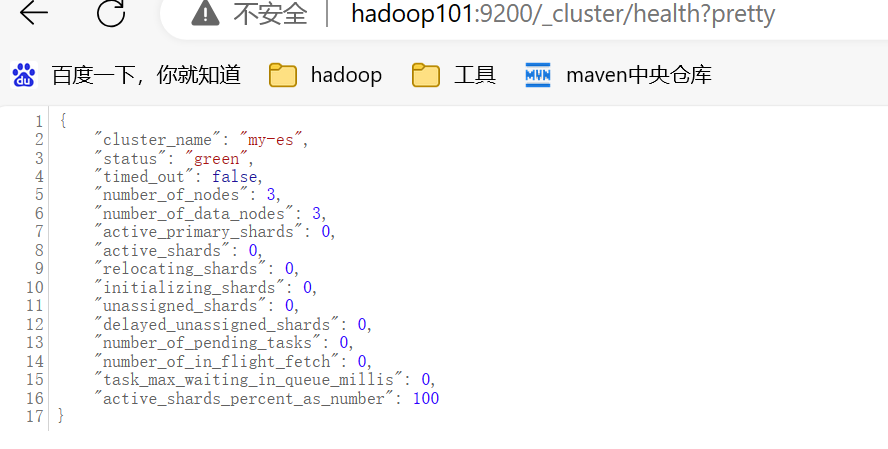 不安全 | hadoop101:9200/_cluster/health?pretty
百度一下，你就知道 hadoop 工具 MVN maven中央仓库
1 {
2 "cluster_name": "my-es",
3 "status": "green",
4 "timed_out": false,
5 "number_of_nodes": 3,
6 "number_of_data_nodes": 3,
7 "active_primary_shards": 0,
8 "active_shards": 0,
9 "relocating_shards": 0,
10 "initializing_shards": 0,
11 "unassigned_shards": 0,
12 "delayed_unassigned_shards": 0,
13 "number_of_pending_tasks": 0,
14 "number_of_in_flight_fetch": 0,
15 "task_max_waiting_in_queue_millis": 0,
16 "active_shards_percent_as_number": 100
17 }